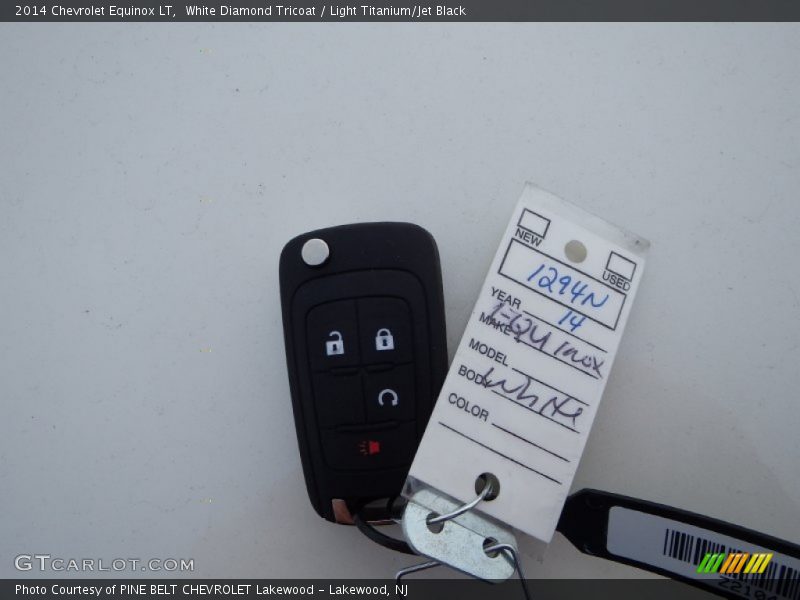 2014 Chevrolet Equinox LT,  White Diamond Tricoat / Light Titanium/Jet Black
NEW
USED
1294N
YEAR 14
MAKE Equinox
MODEL
BODY White
COLOR
GTCARLOT.COM
Photo Courtesy of PINE BELT CHEVROLET Lakewood - Lakewood, NJ